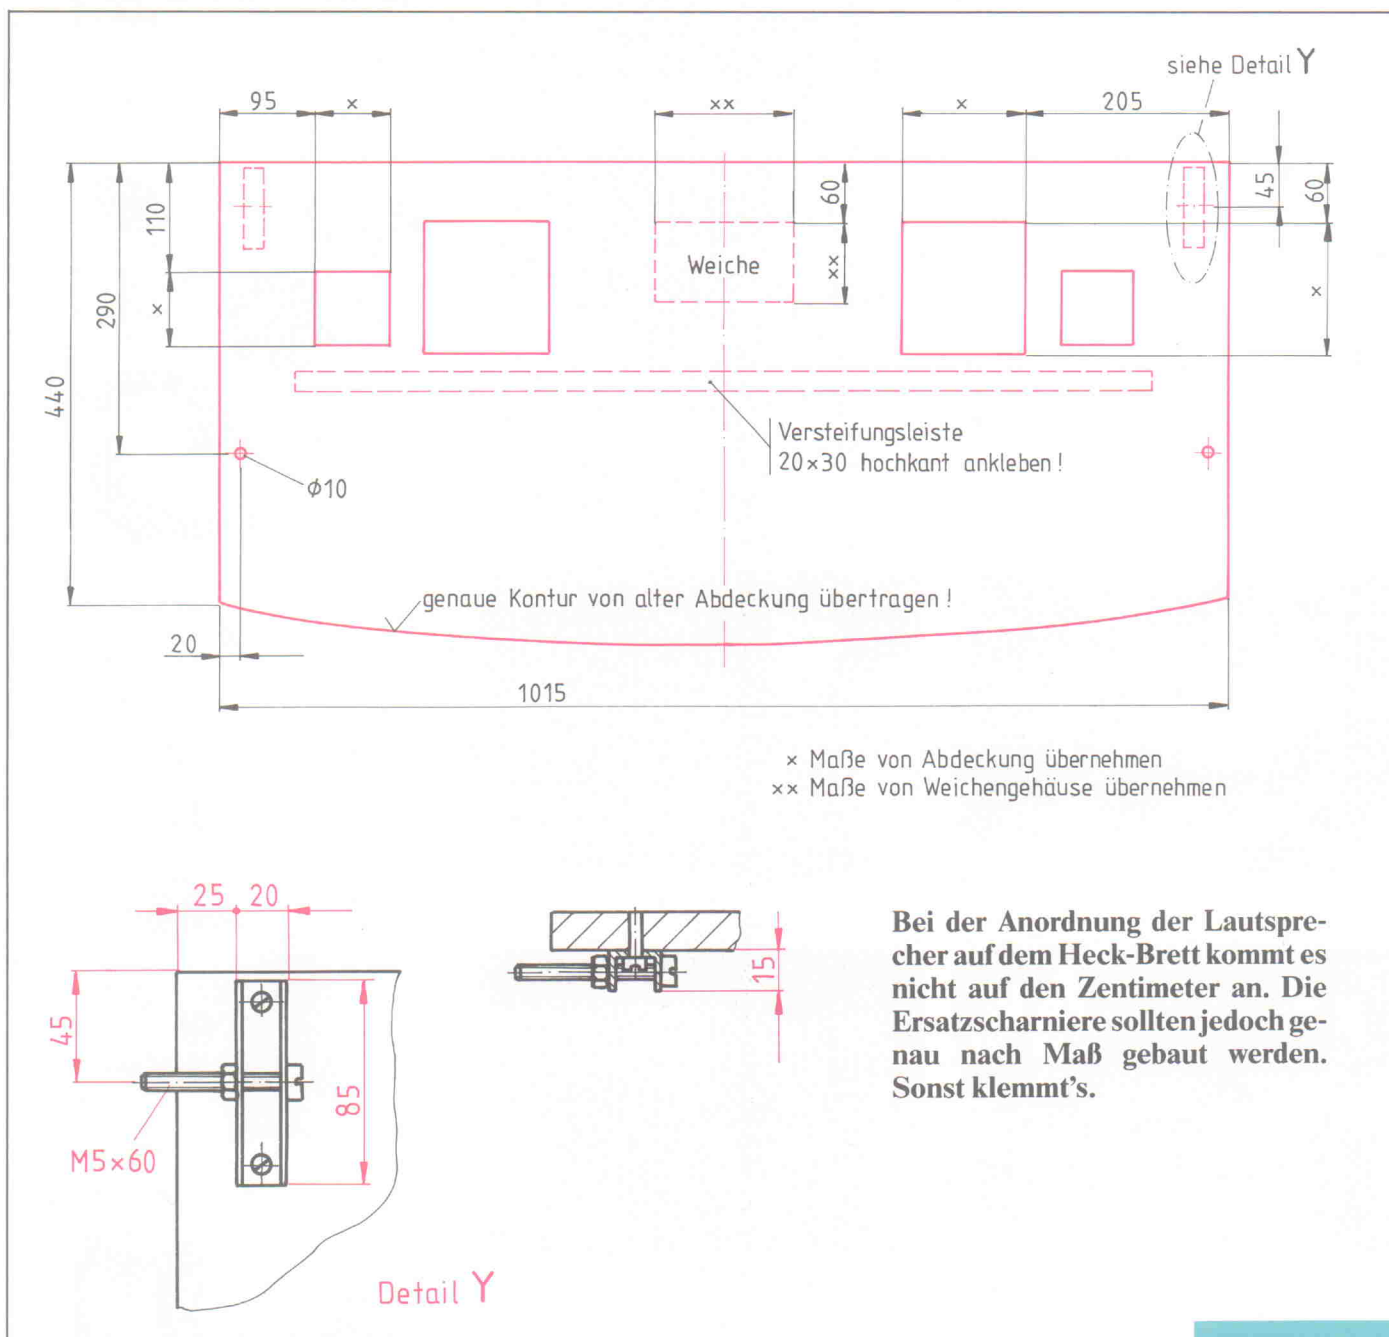 siehe Detail Y
95
×
××
×
205
440
290
110
×
60
××
45
60
×
Weiche
Versteifungsleiste
20×30 hochkant ankleben!
ϕ10
genaue Kontur von alter Abdeckung übertragen!
20
1015
× Maße von Abdeckung übernehmen
×× Maße von Weichengehäuse übernehmen
25 20
45
85
M5×60
Detail Y
15
Bei der Anordnung der Lautspre-
cher auf dem Heck-Brett kommt es
nicht auf den Zentimeter an. Die
Ersatzscharniere sollten jedoch ge-
nau nach Maß gebaut werden.
Sonst klemmt's.